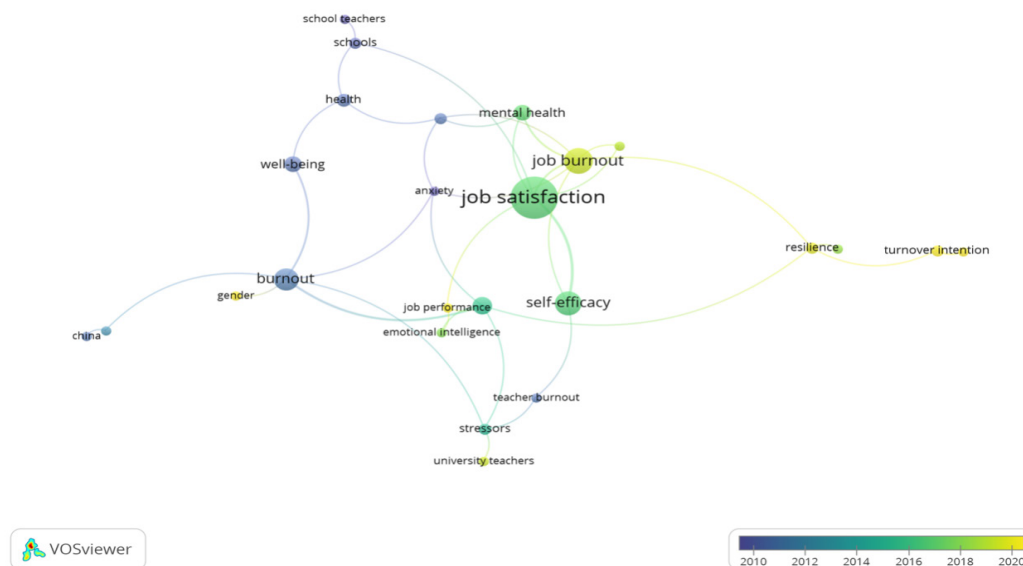 school teachers
schools
health
mental health
job burnout
well-being
anxiety
job satisfaction
resilience
turnover intention
burnout
gender
job performance
self-efficacy
emotional intelligence
china
teacher burnout
stressors
university teachers
VOSviewer
2010 2012 2014 2016 2018 2020